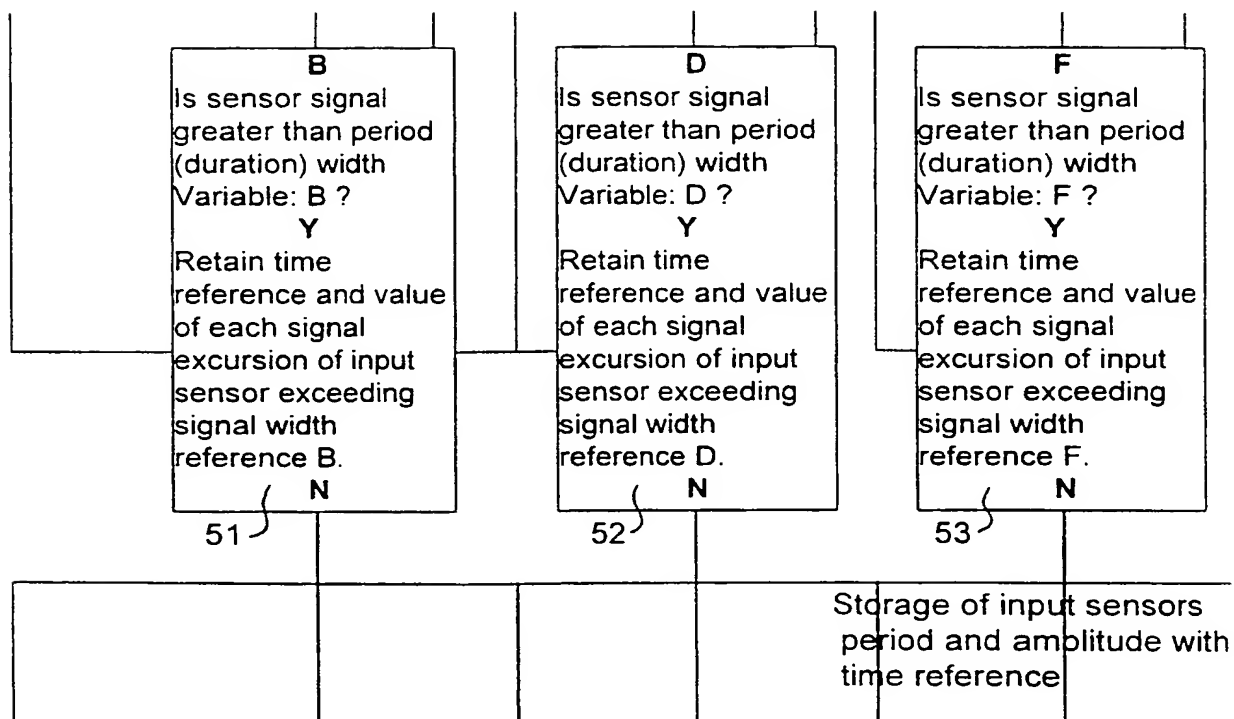 B
Is sensor signal
greater than period
(duration) width
Variable: B ?
Y
Retain time
reference and value
of each signal
excursion of input
sensor exceeding
signal width
reference B.
N
51
D
Is sensor signal
greater than period
(duration) width
Variable: D ?
Y
Retain time
reference and value
of each signal
excursion of input
sensor exceeding
signal width
reference D.
N
52
F
Is sensor signal
greater than period
(duration) width
Variable: F ?
Y
Retain time
reference and value
of each signal
excursion of input
sensor exceeding
signal width
reference F.
N
53
Storage of input sensors
period and amplitude with
time reference